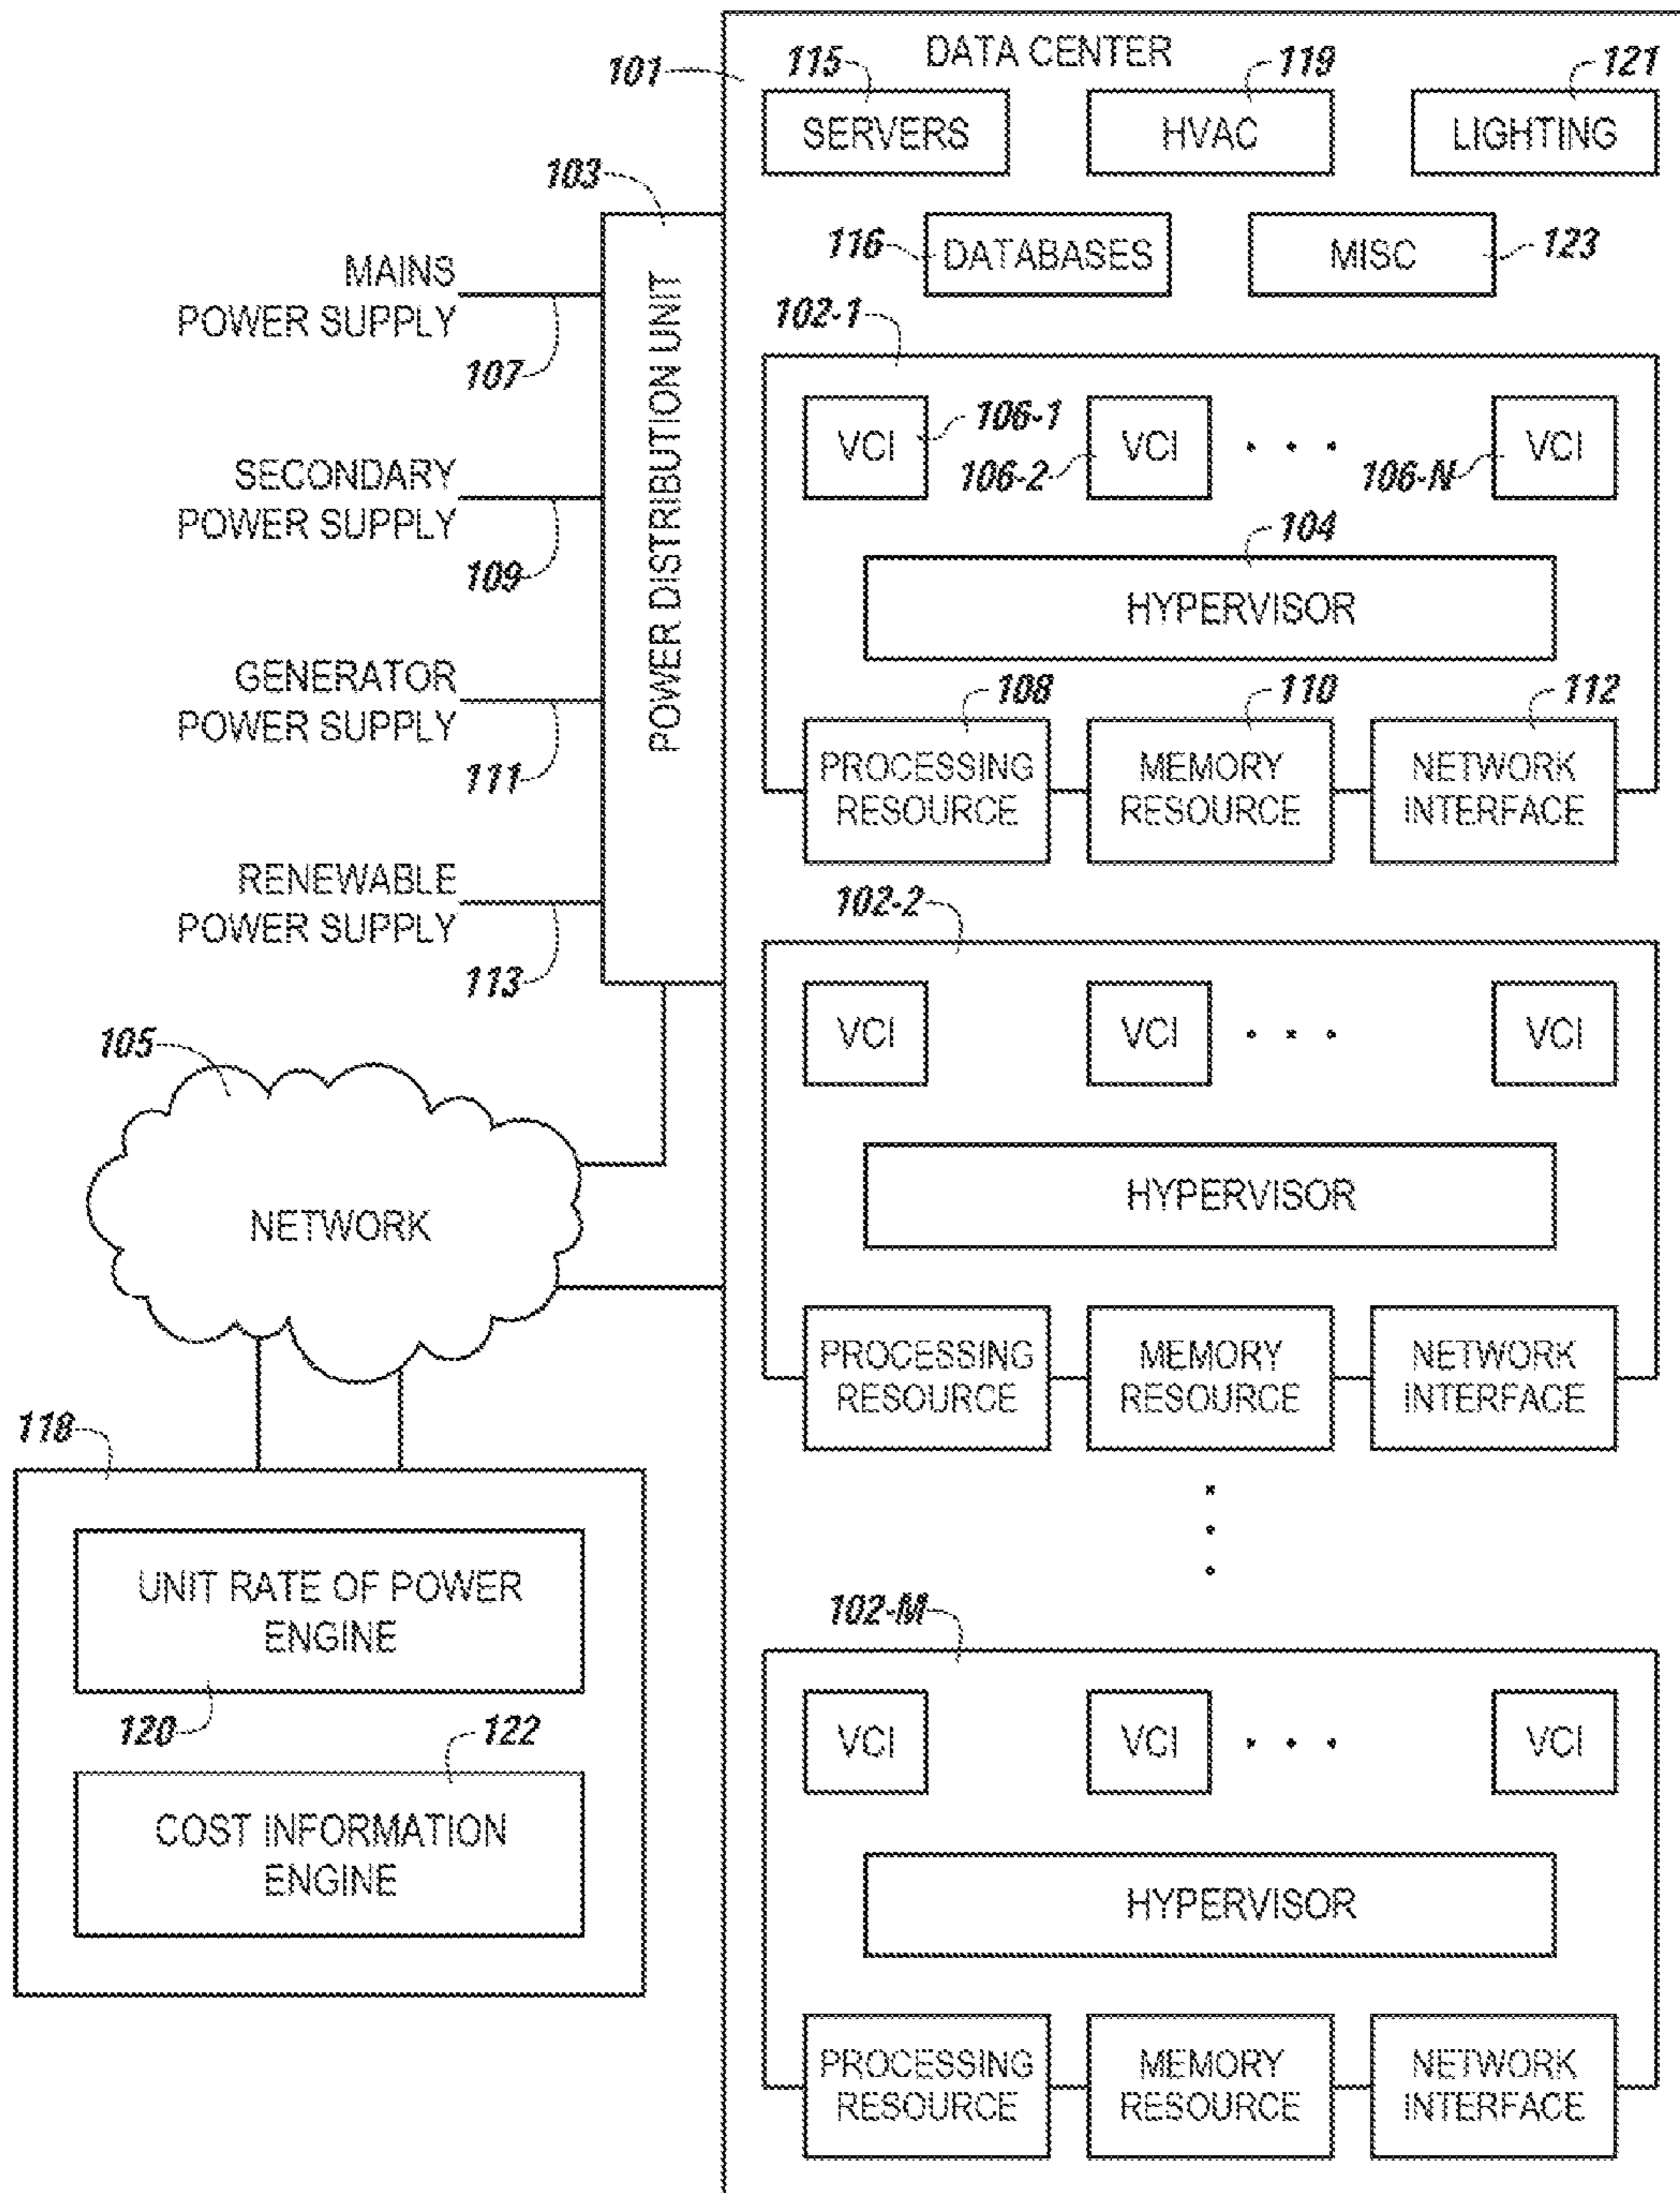 DATA CENTER
101
115
119
121
SERVERS
HVAC
LIGHTING
116
DATABASES
MISC
123
103
POWER DISTRIBUTION UNIT
MAINS
POWER SUPPLY
107
SECONDARY
POWER SUPPLY
109
GENERATOR
POWER SUPPLY
111
RENEWABLE
POWER SUPPLY
113
102-1
VCI
106-1
106-2
VCI
106-N
VCI
104
HYPERVISOR
108
110
112
PROCESSING
RESOURCE
MEMORY
RESOURCE
NETWORK
INTERFACE
102-2
VCI
VCI
VCI
HYPERVISOR
PROCESSING
RESOURCE
MEMORY
RESOURCE
NETWORK
INTERFACE
105
NETWORK
118
UNIT RATE OF POWER
ENGINE
120
122
COST INFORMATION
ENGINE
102-M
VCI
VCI
VCI
HYPERVISOR
PROCESSING
RESOURCE
MEMORY
RESOURCE
NETWORK
INTERFACE